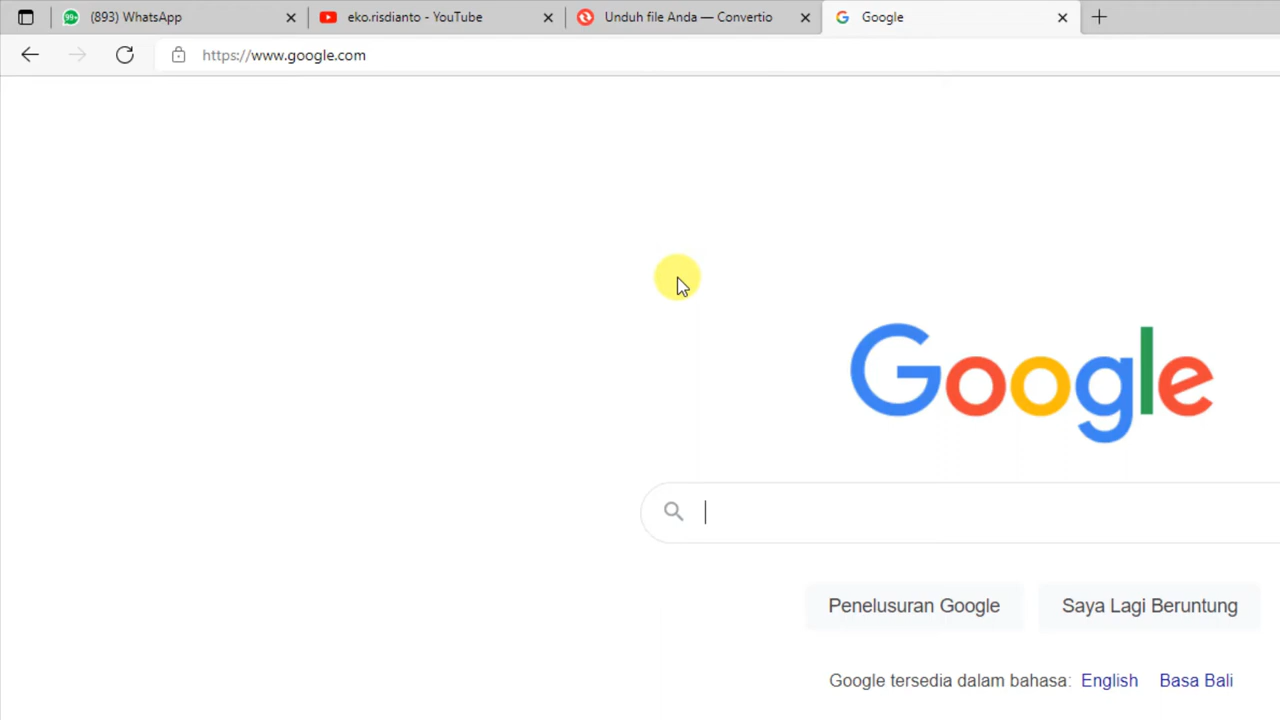 99+ (893) WhatsApp
eko.risdianto - YouTube
Unduh file Anda — Convertio
Google
https://www.google.com
Google
Penelusuran Google
Saya Lagi Beruntung
Google tersedia dalam bahasa: English Basa Bali